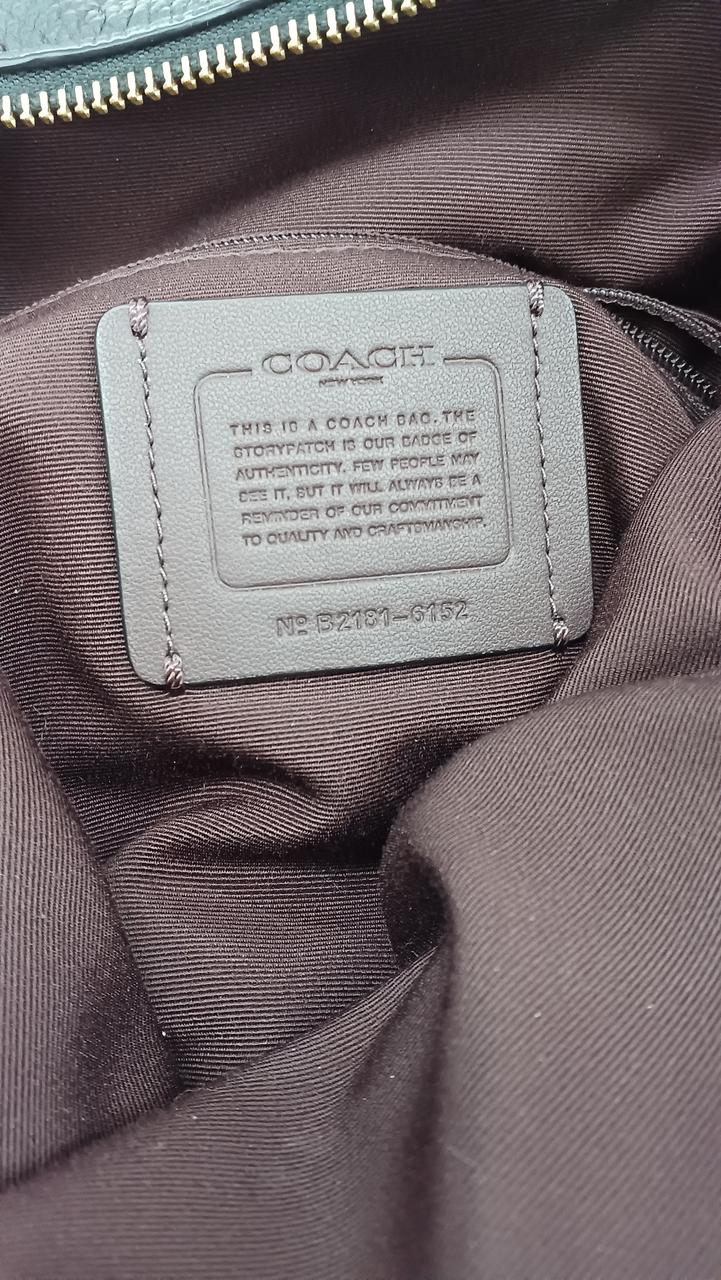 COACH
NEW YORK
THIS IS A COACH BAG. THE
STORYPATCH IS OUR BADGE OF
AUTHENTICITY. FEW PEOPLE MAY
SEE IT, BUT IT WILL ALWAYS BE A
REMINDER OF OUR COMMITMENT
TO QUALITY AND CRAFTSMANSHIP.
Nº B2181-6152